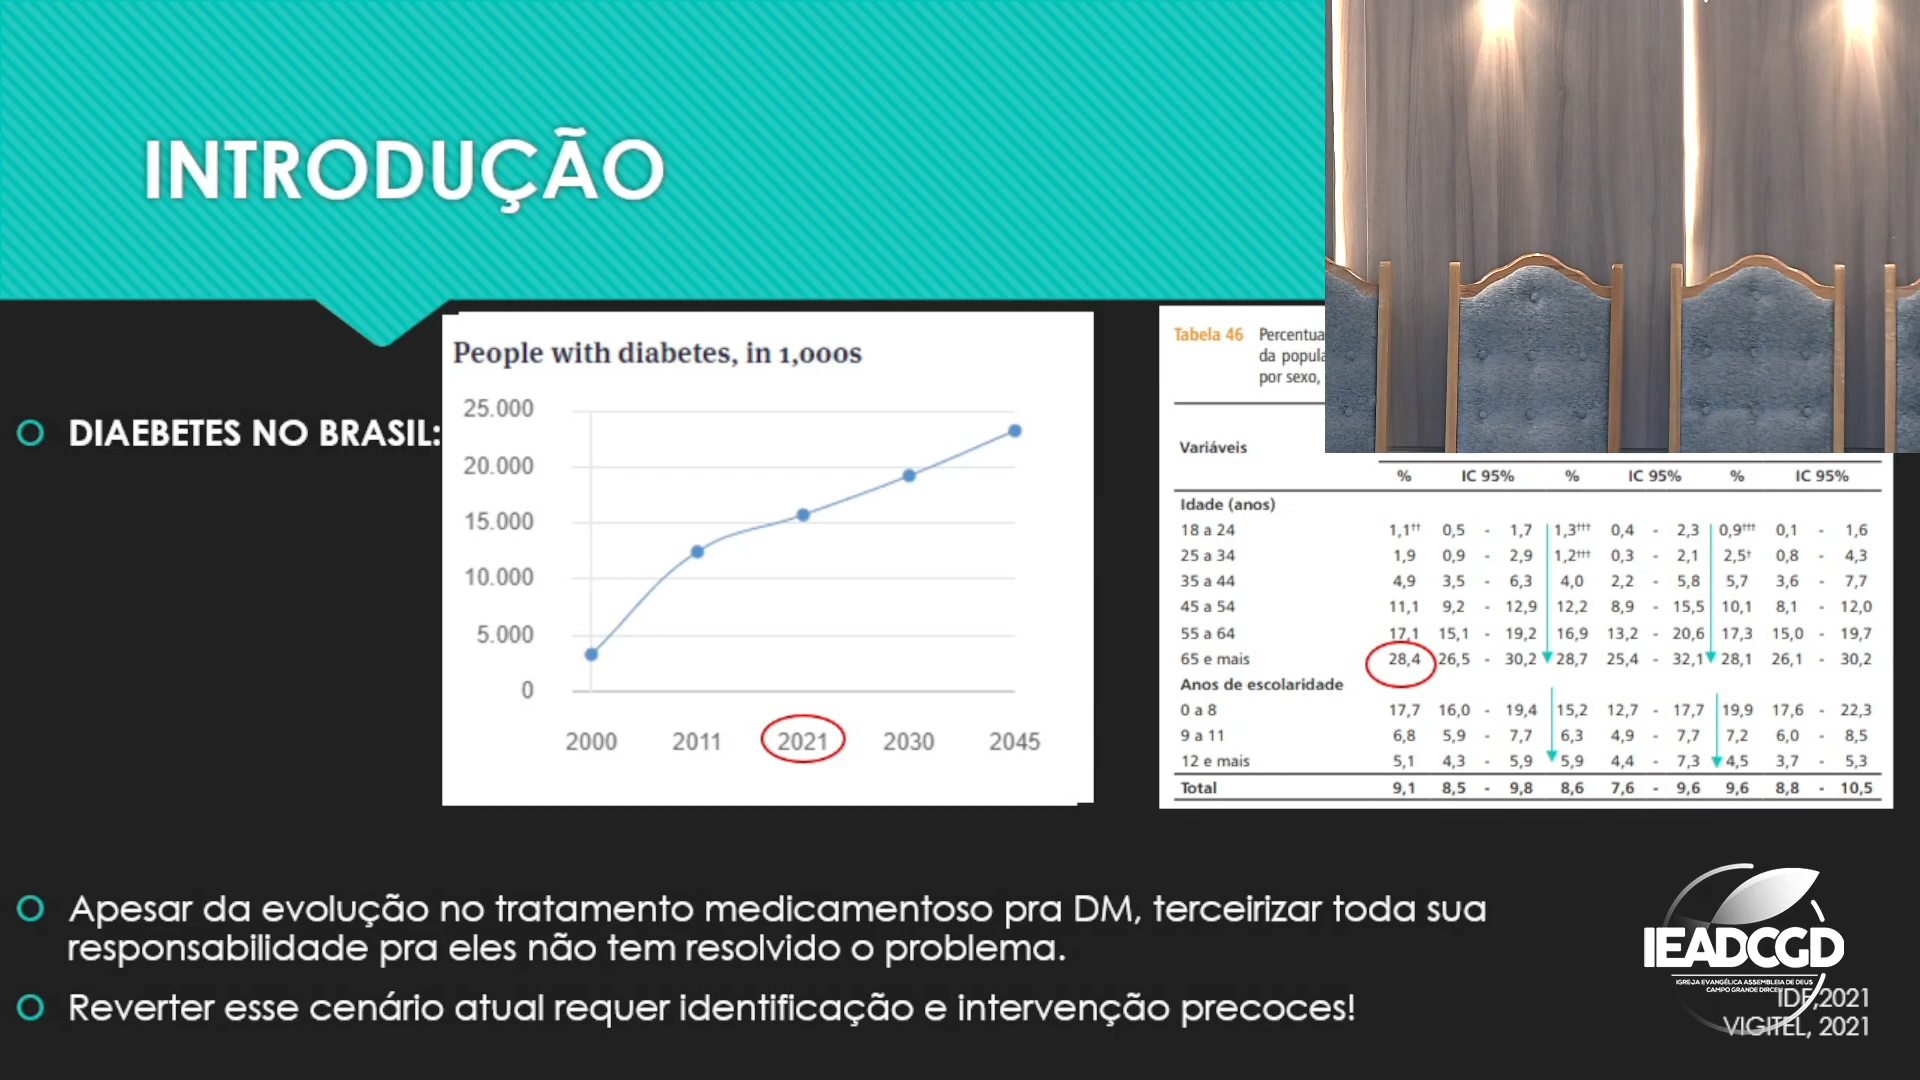 INTRODUÇÃO
DIAEBETES NO BRASIL:
People with diabetes, in 1,000s
25.000
20.000
15.000
10.000
5.000
0
2000 2011 2021 2030 2045
Tabela 46 Percentua
da popula
por sexo,
Variáveis
% IC 95% % IC 95% % IC 95%
Idade (anos)
18 a 24 1,1†† 0,5 - 1,7 1,3††† 0,4 - 2,3 0,9††† 0,1 - 1,6
25 a 34 1,9 0,9 - 2,9 1,2††† 0,3 - 2,1 2,5† 0,8 - 4,3
35 a 44 4,9 3,5 - 6,3 4,0 2,2 - 5,8 5,7 3,6 - 7,7
45 a 54 11,1 9,2 - 12,9 12,2 8,9 - 15,5 10,1 8,1 - 12,0
55 a 64 17,1 15,1 - 19,2 16,9 13,2 - 20,6 17,3 15,0 - 19,7
65 e mais 28,4 26,5 - 30,2 28,7 25,4 - 32,1 28,1 26,1 - 30,2
Anos de escolaridade
0 a 8 17,7 16,0 - 19,4 15,2 12,7 - 17,7 19,9 17,6 - 22,3
9 a 11 6,8 5,9 - 7,7 6,3 4,9 - 7,7 7,2 6,0 - 8,5
12 e mais 5,1 4,3 - 5,9 5,9 4,4 - 7,3 4,5 3,7 - 5,3
Total 9,1 8,5 - 9,8 8,6 7,6 - 9,6 9,6 8,8 - 10,5
Apesar da evolução no tratamento medicamentoso pra DM, terceirizar toda sua
responsabilidade pra eles não tem resolvido o problema.
Reverter esse cenário atual requer identificação e intervenção precoces!
IEADCGD
IGREJA EVANGÉLICA ASSEMBLEIA DE DEUS
CAMPO GRANDE DIRCEU
IDF,2021
VIGITEL, 2021